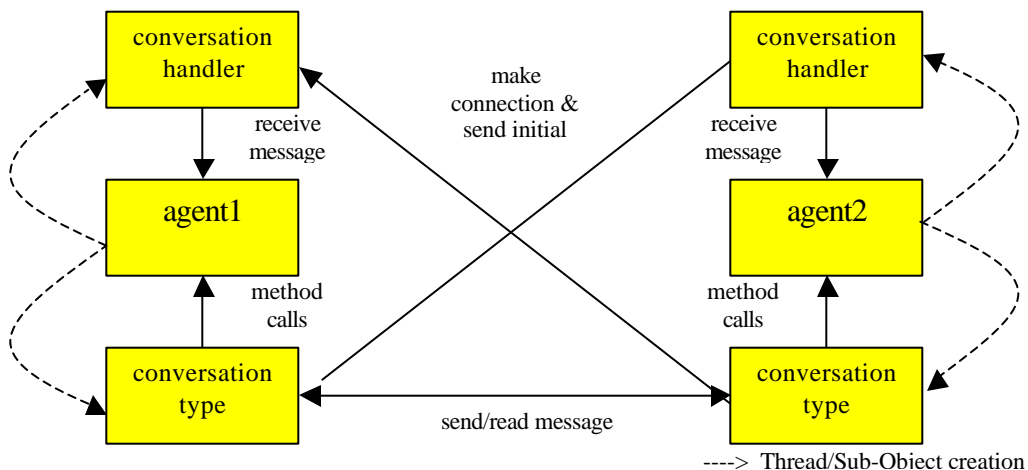 conversation
handler
conversation
handler
make
connection &
send initial
receive
message
receive
message
agent1
agent2
method
calls
method
calls
conversation
type
conversation
type
send/read message
----> Thread/Sub-Object creation